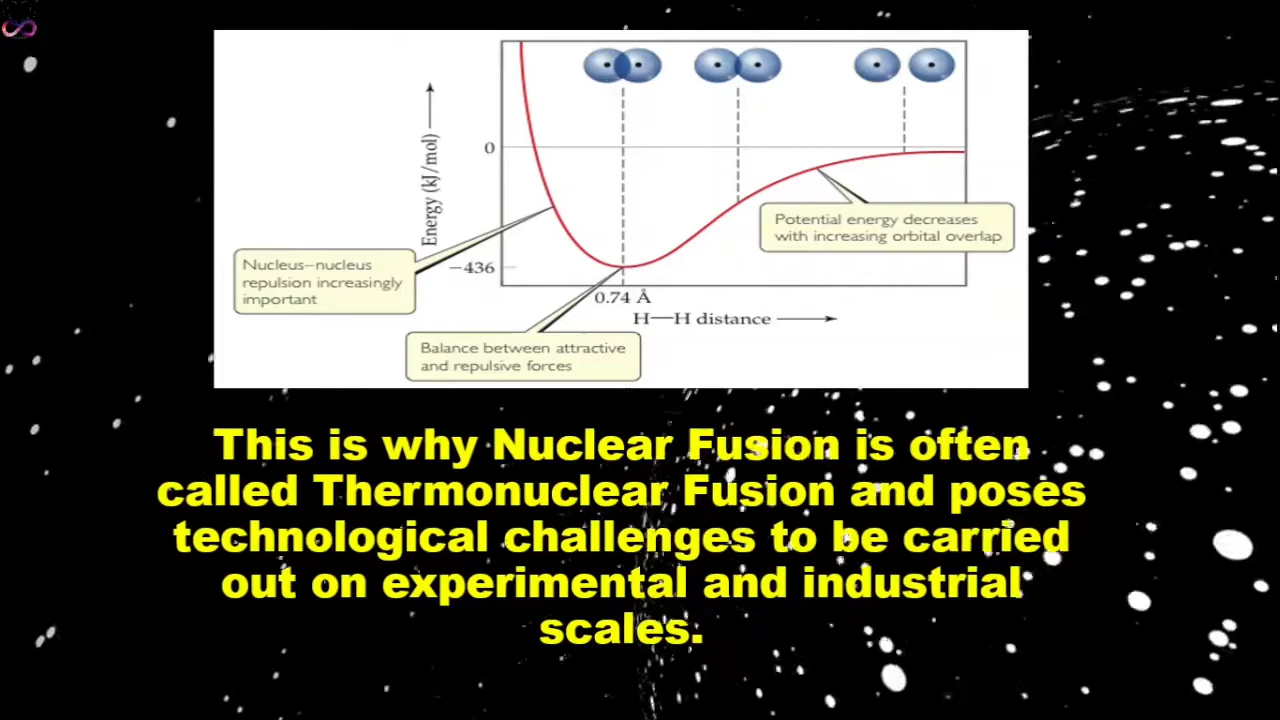 0
Energy (kJ/mol)
Potential energy decreases
with increasing orbital overlap
Nucleus–nucleus
repulsion increasingly
important
−436
0.74 Å
H—H distance
Balance between attractive
and repulsive forces
This is why Nuclear Fusion is often
called Thermonuclear Fusion and poses
technological challenges to be carried
out on experimental and industrial
scales.